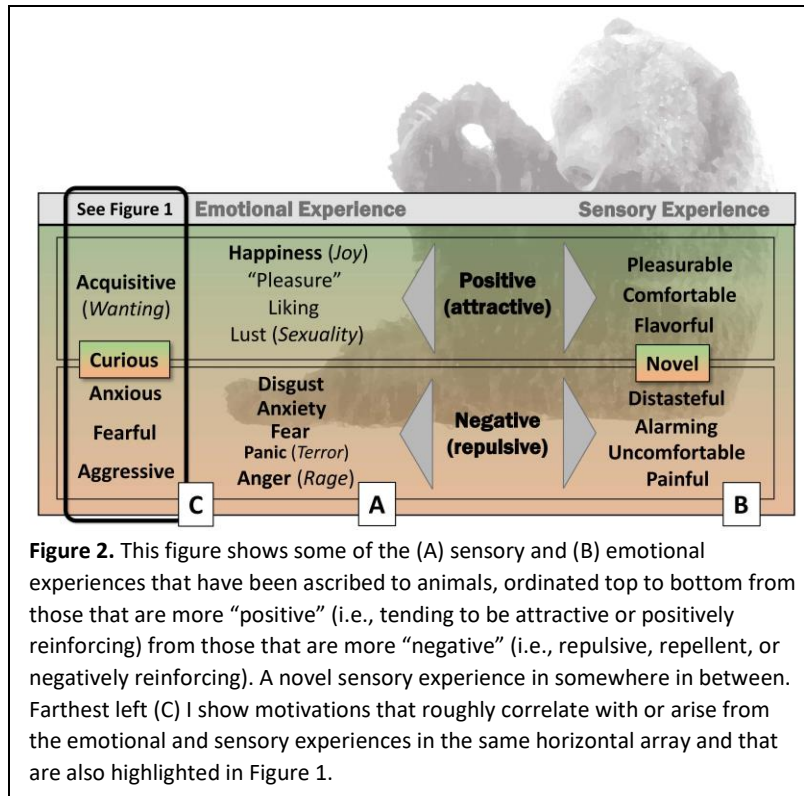 See Figure 1
Emotional Experience
Sensory Experience
Acquisitive
(Wanting)
Curious
Anxious
Fearful
Aggressive
C
Happiness (Joy)
“Pleasure”
Liking
Lust (Sexuality)
Disgust
Anxiety
Fear
Panic (Terror)
Anger (Rage)
A
Positive
(attractive)
Negative
(repulsive)
Pleasurable
Comfortable
Flavorful
Novel
Distasteful
Alarming
Uncomfortable
Painful
B
Figure 2. This figure shows some of the (A) sensory and (B) emotional
experiences that have been ascribed to animals, ordinated top to bottom from
those that are more “positive” (i.e., tending to be attractive or positively
reinforcing) from those that are more “negative” (i.e., repulsive, repellent, or
negatively reinforcing). A novel sensory experience in somewhere in between.
Farthest left (C) I show motivations that roughly correlate with or arise from
the emotional and sensory experiences in the same horizontal array and that
are also highlighted in Figure 1.